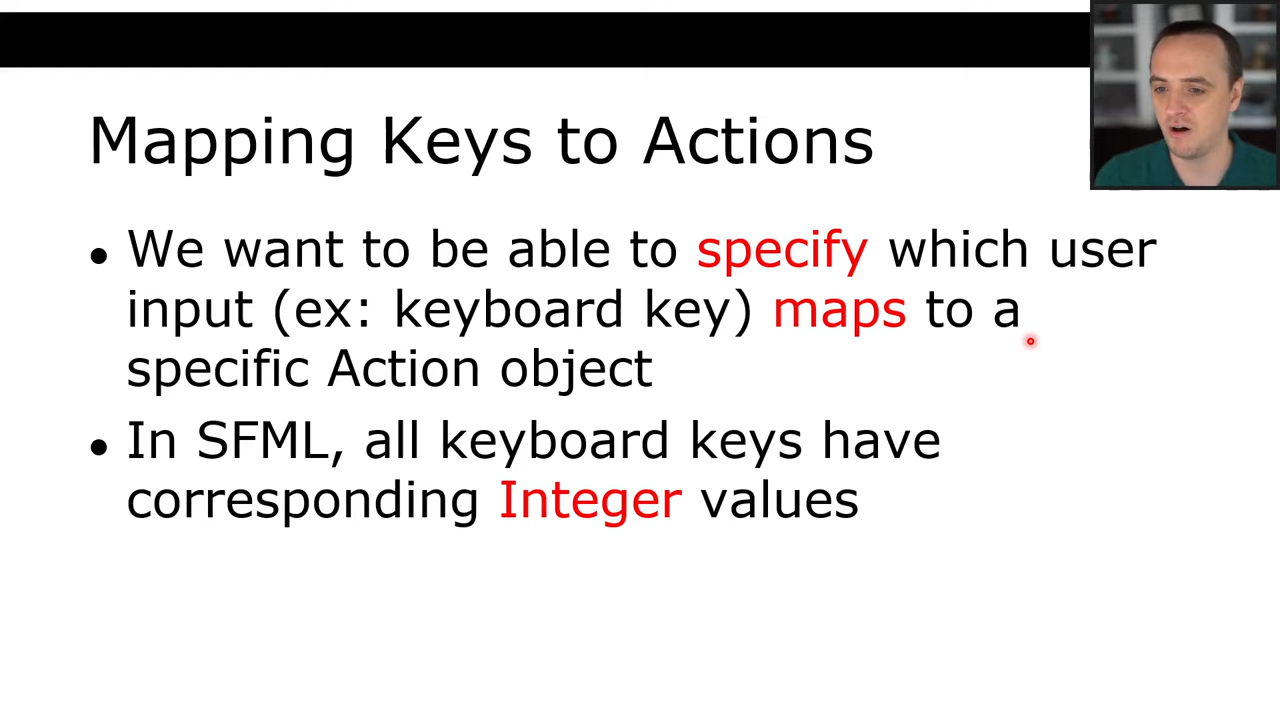 Mapping Keys to Actions
• We want to be able to specify which user
input (ex: keyboard key) maps to a
specific Action object
• In SFML, all keyboard keys have
corresponding Integer values